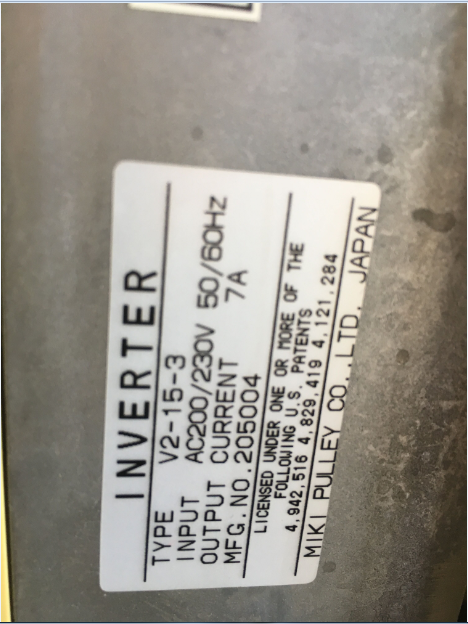 INVERTER
TYPE V2-15-3
INPUT AC200/230V 50/60Hz
OUTPUT CURRENT 7A
MFG.NO.205004
LICENSED UNDER ONE OR MORE OF THE
FOLLOWING U.S. PATENTS
4,942,516 4,829,419 4,121,284
MIKI PULLEY CO.,LTD. JAPAN